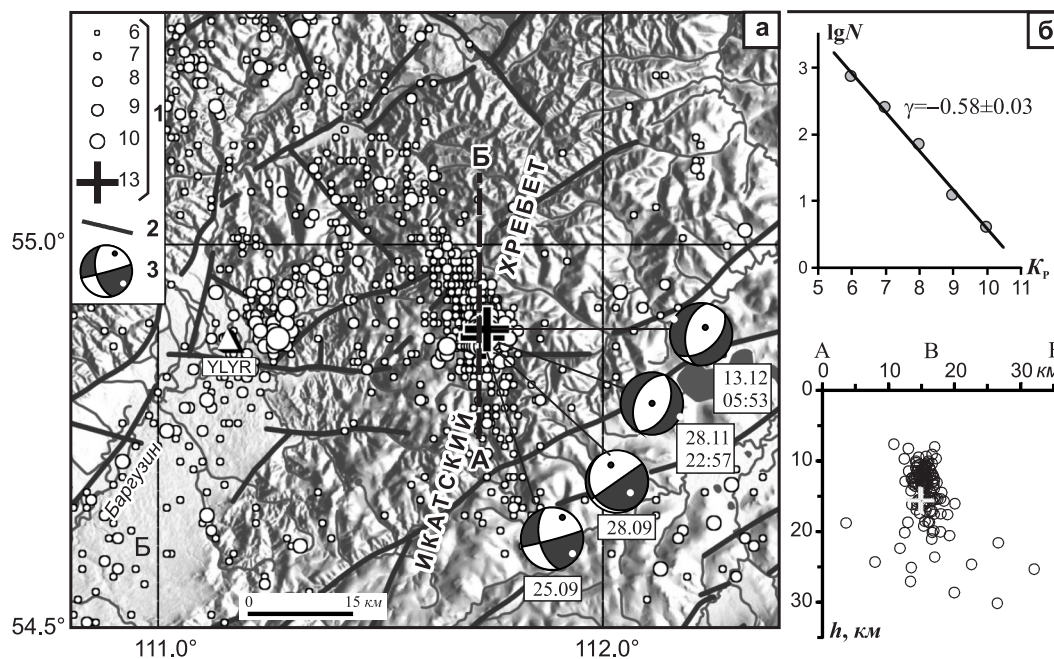 а
6
7
8
9
10
13
1
2
3
Б
ХРЕБЕТ
ИКАТСКИЙ
А
YLYR
Баргузин
Б
13.12
05:53
28.11
22:57
28.09
25.09
0 15 км
55.0°
54.5°
111.0°
112.0°
б
lgN
3
2
1
0
γ=−0.58±0.03
5 6 7 8 9 10 11
Kр
А В
0 10 20 30 км
0
10
20
30
h, км